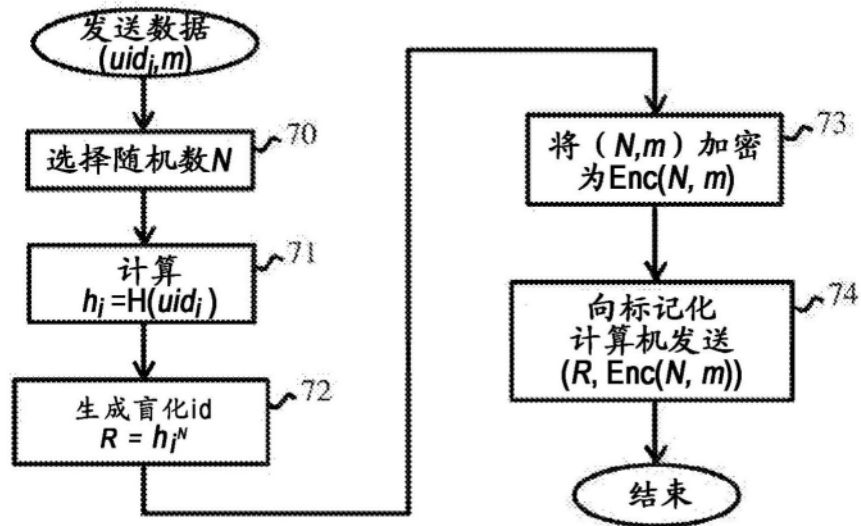 发送数据
(uidᵢ,m)
选择随机数N
70
计算
hᵢ=H(uidᵢ)
71
生成盲化id
R = hᵢᴺ
72
将（N,m）加密
为Enc(N, m)
73
向标记化
计算机发送
(R, Enc(N, m))
74
结束